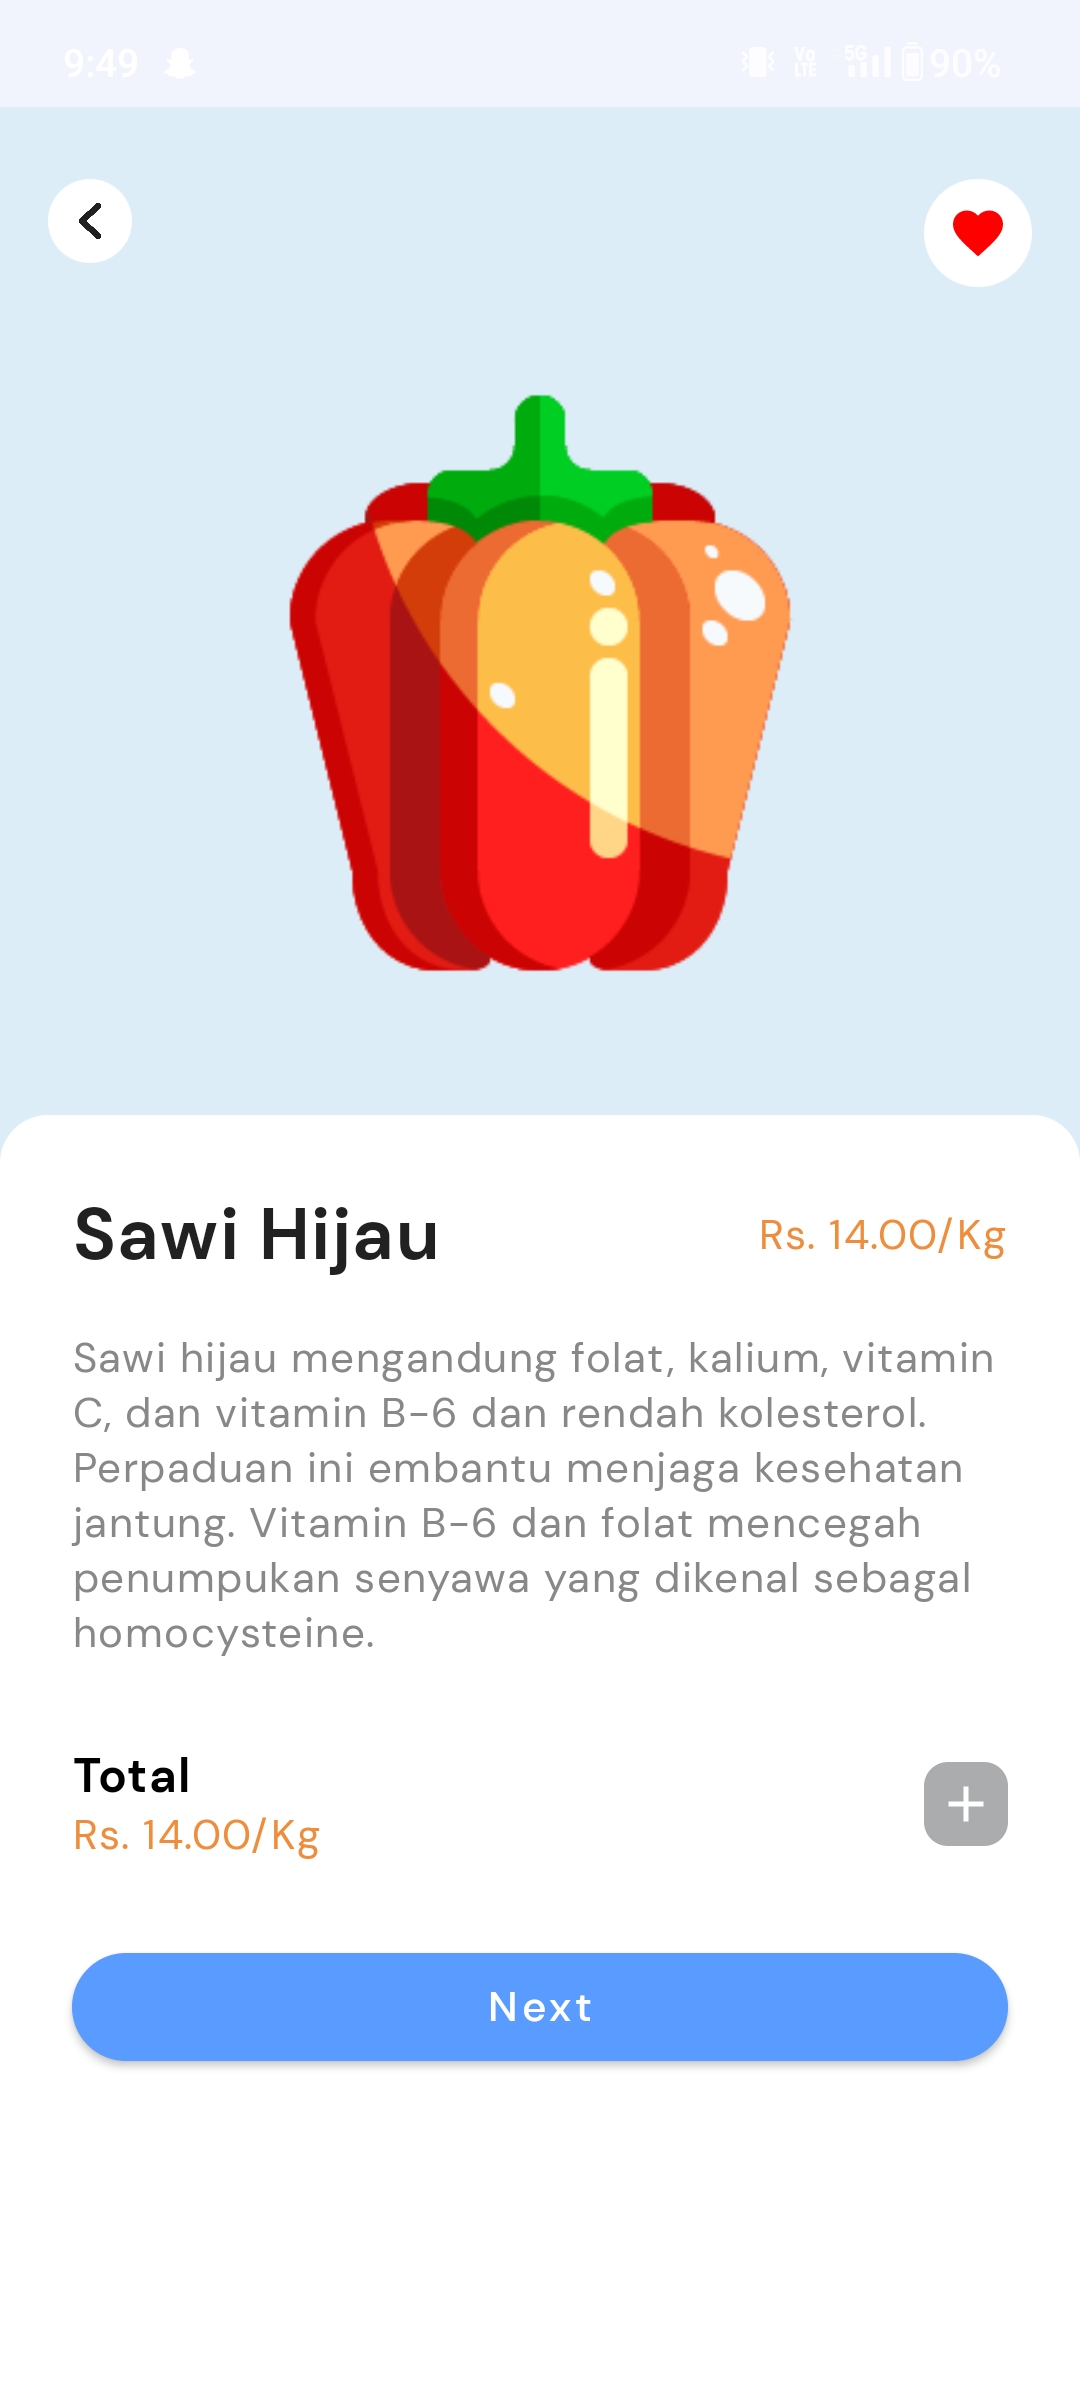 9:49
Vo
LTE
5G
90%
Sawi Hijau
Rs. 14.00/Kg
Sawi hijau mengandung folat, kalium, vitamin
C, dan vitamin B-6 dan rendah kolesterol.
Perpaduan ini embantu menjaga kesehatan
jantung. Vitamin B-6 dan folat mencegah
penumpukan senyawa yang dikenal sebagal
homocysteine.
Total
Rs. 14.00/Kg
Next